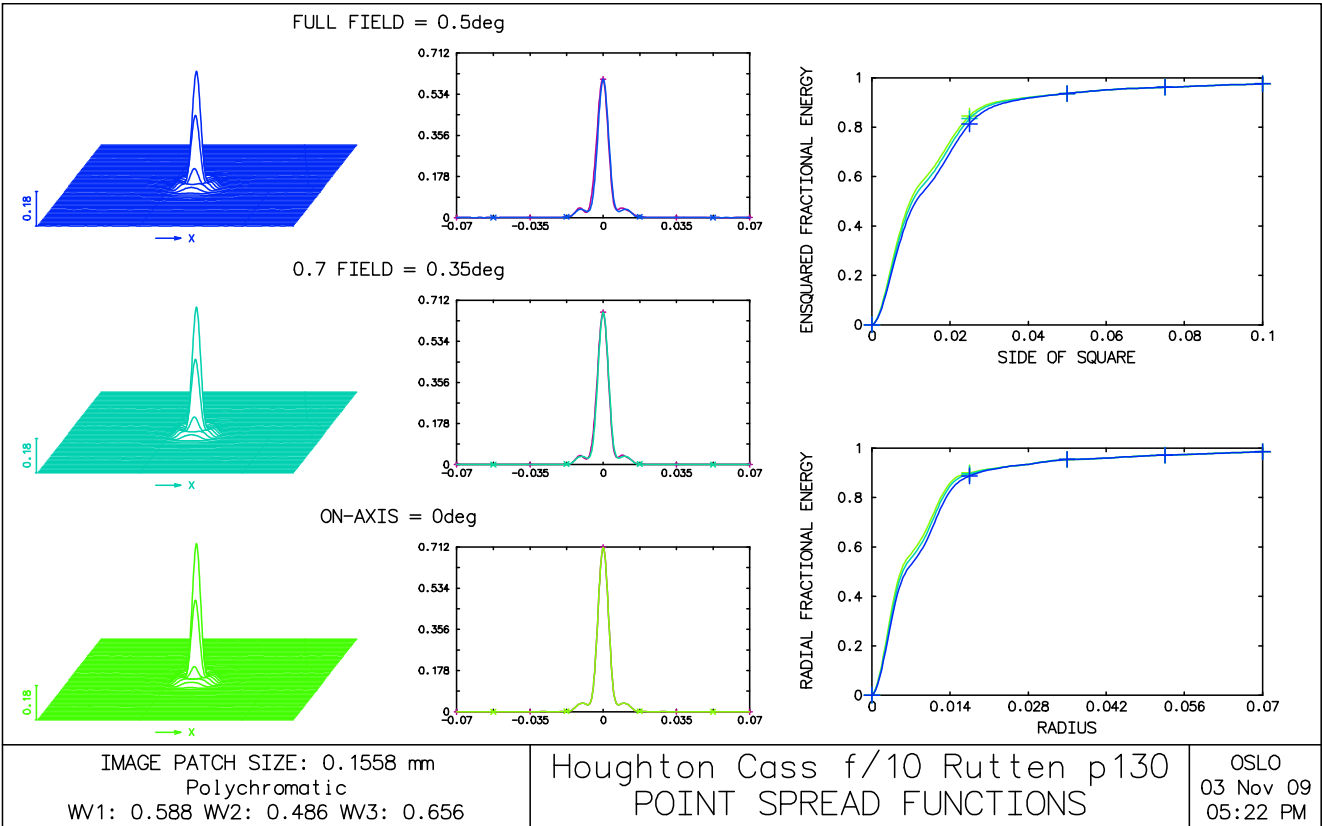 FULL FIELD = 0.5deg
0.18
X
0.712
0.534
0.356
0.178
0
-0.07 -0.035 0 0.035 0.07
0.7 FIELD = 0.35deg
0.18
X
0.712
0.534
0.356
0.178
0
-0.07 -0.035 0 0.035 0.07
ON-AXIS = 0deg
0.18
X
0.712
0.534
0.356
0.178
0
-0.07 -0.035 0 0.035 0.07
ENSQUARED FRACTIONAL ENERGY
1
0.8
0.6
0.4
0.2
0
0 0.02 0.04 0.06 0.08 0.1
SIDE OF SQUARE
RADIAL FRACTIONAL ENERGY
1
0.8
0.6
0.4
0.2
0
0 0.014 0.028 0.042 0.056 0.07
RADIUS
IMAGE PATCH SIZE: 0.1558 mm
Polychromatic
WV1: 0.588 WV2: 0.486 WV3: 0.656
Houghton Cass f/10 Rutten p130
POINT SPREAD FUNCTIONS
OSLO
03 Nov 09
05:22 PM